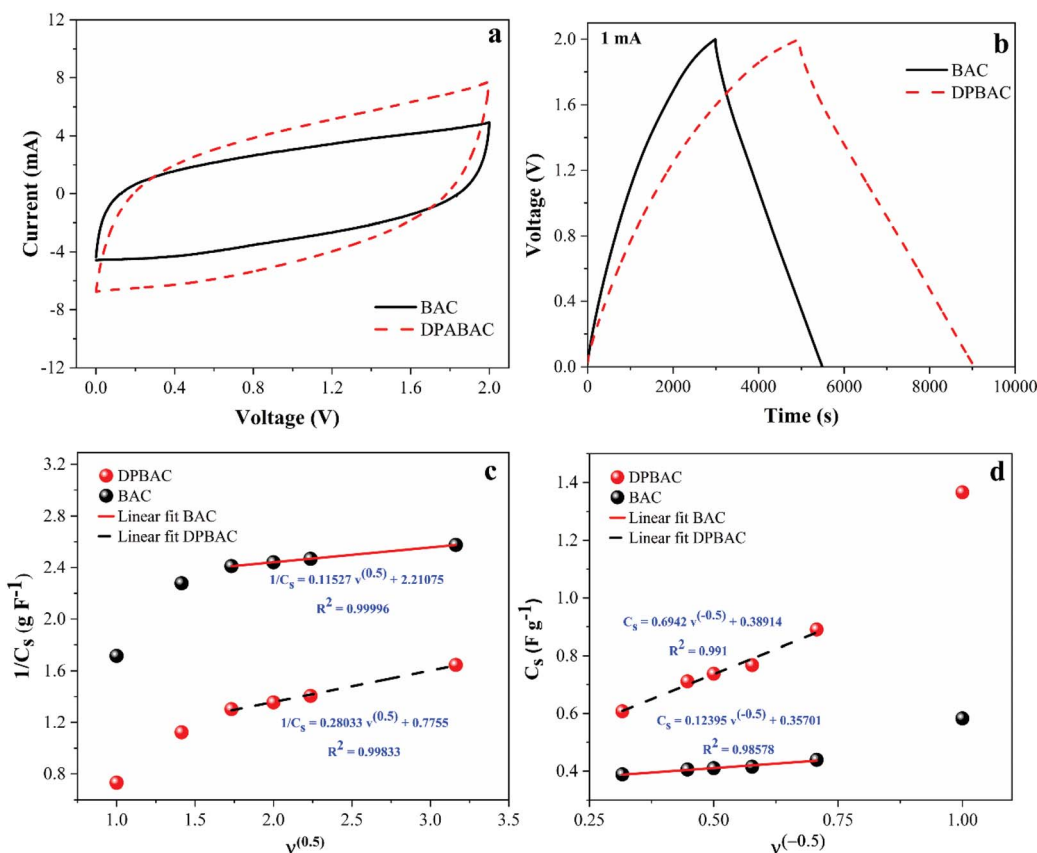 a
12
8
4
0
-4
-8
-12
Current (mA)
BAC
DPABAC
0.0
0.4
0.8
1.2
1.6
2.0
Voltage (V)
b
1 mA
BAC
DPBAC
2.0
1.6
1.2
0.8
0.4
0.0
Voltage (V)
0
2000
4000
6000
8000
10000
Time (s)
c
DPBAC
BAC
Linear fit BAC
Linear fit DPBAC
3.2
2.8
2.4
2.0
1.6
1.2
0.8
1/Cs (g F⁻¹)
1/Cs = 0.11527 v(0.5) + 2.21075
R² = 0.99996
1/Cs = 0.28033 v(0.5) + 0.7755
R² = 0.99833
1.0
1.5
2.0
2.5
3.0
3.5
ν(0.5)
d
DPBAC
BAC
Linear fit BAC
Linear fit DPBAC
1.4
1.2
1.0
0.8
0.6
0.4
Cs (F g⁻¹)
Cs = 0.6942 v(-0.5) + 0.38914
R² = 0.991
Cs = 0.12395 v(-0.5) + 0.35701
R² = 0.98578
0.25
0.50
0.75
1.00
ν(−0.5)